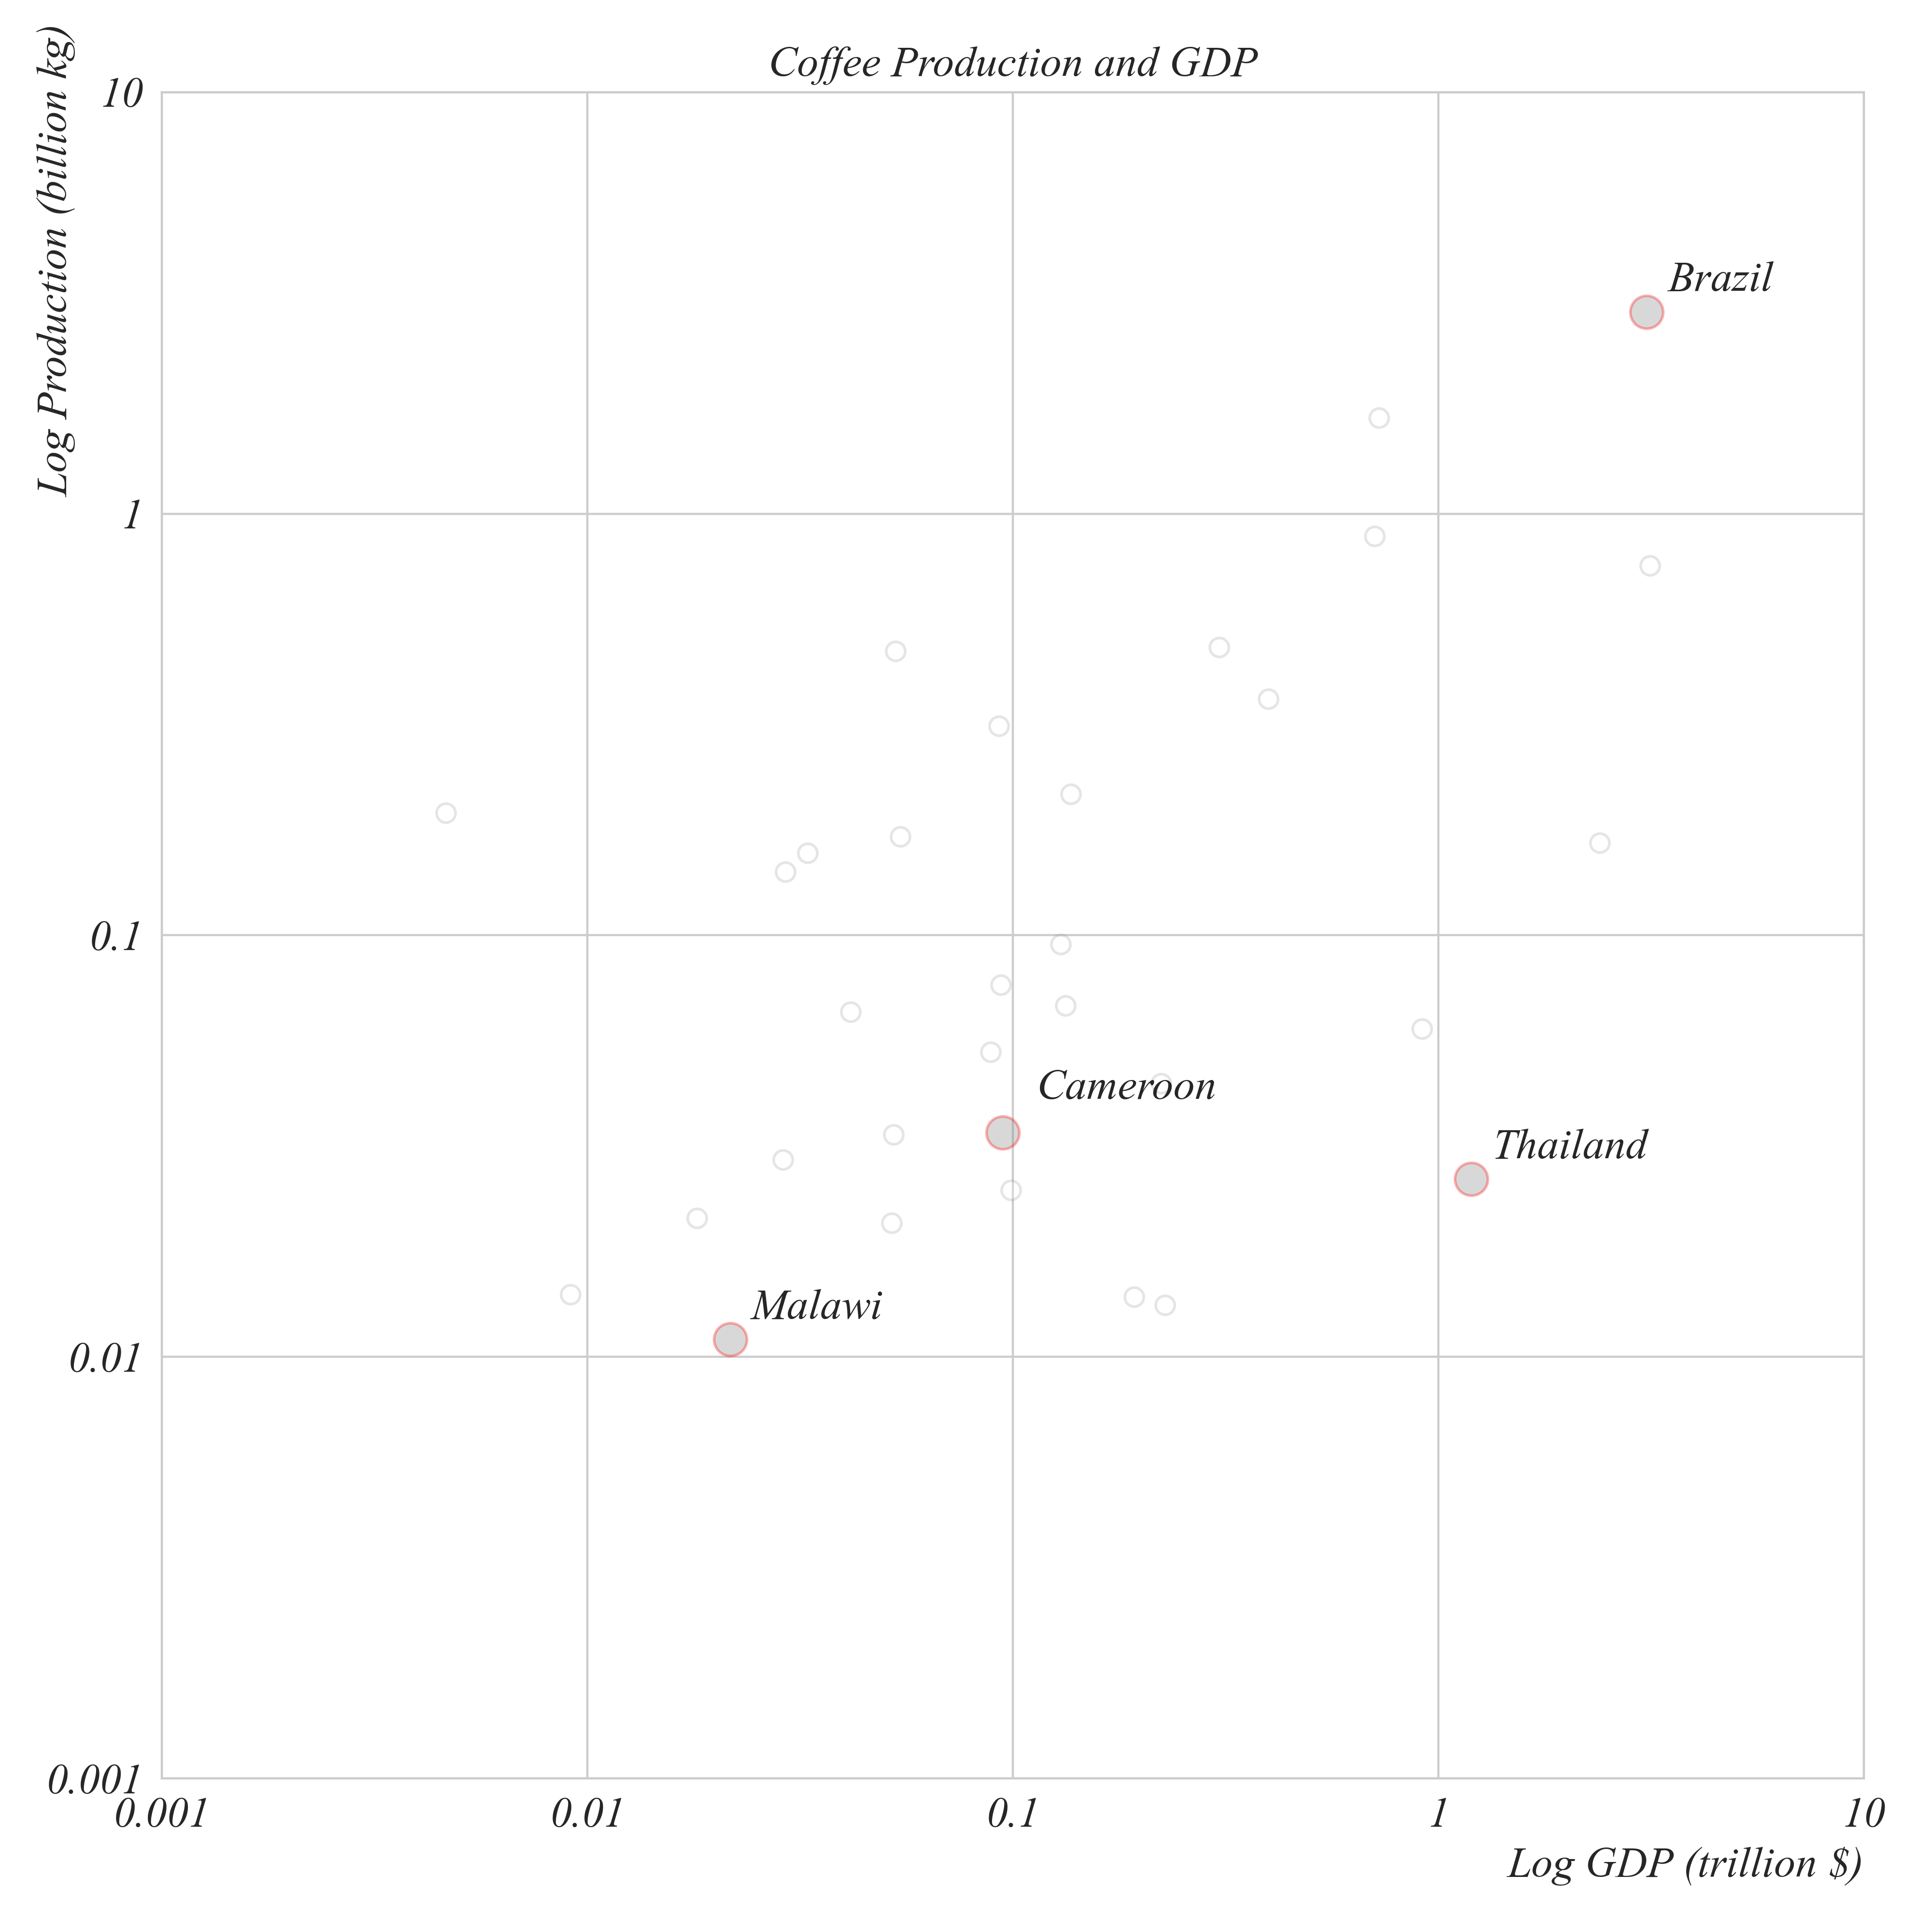 Coffee Production and GDP
Log Production (billion kg)
10
1
0.1
0.01
0.001
Brazil
Cameroon
Thailand
Malawi
0.001
0.01
0.1
1
10
Log GDP (trillion $)